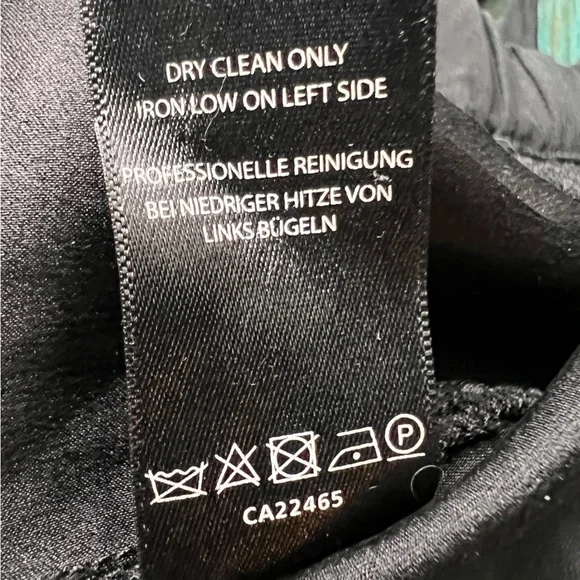 DRY CLEAN ONLY
IRON LOW ON LEFT SIDE
PROFESSIONELLE REINIGUNG
BEI NIEDRIGER HITZE VON
LINKS BÜGELN
P
CA22465